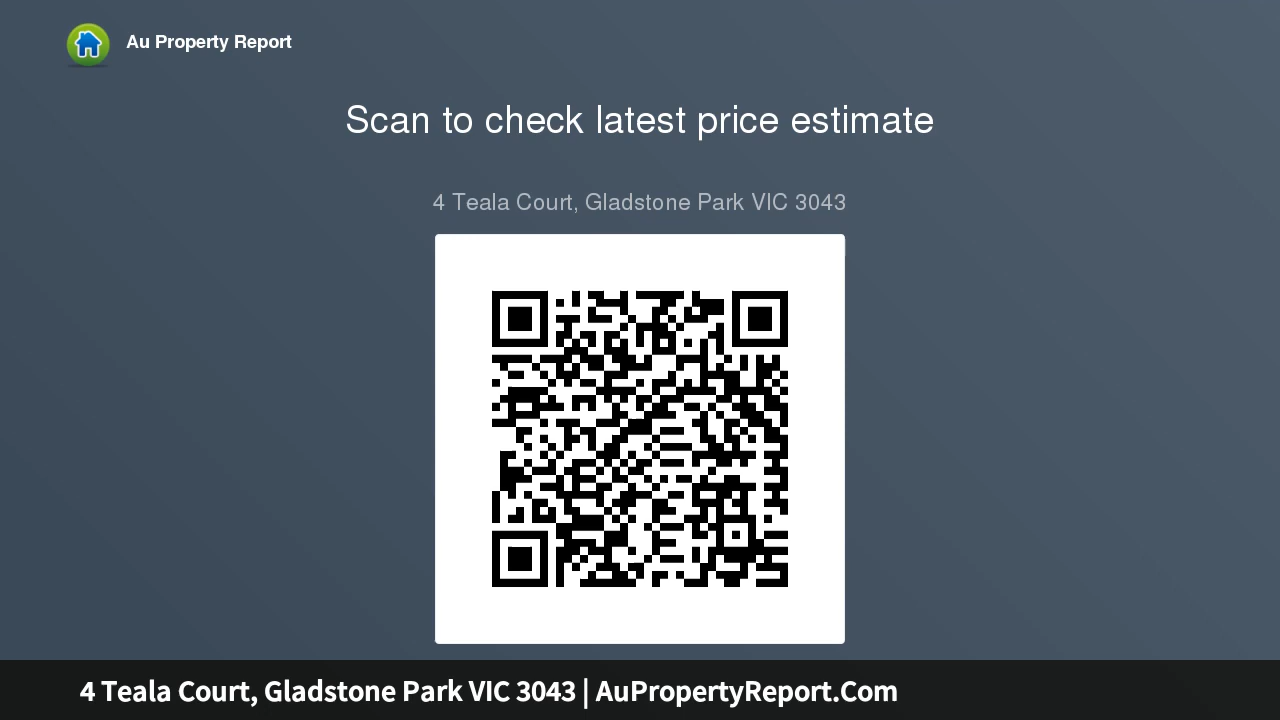 Au Property Report
Scan to check latest price estimate
4 Teala Court, Gladstone Park VIC 3043
4 Teala Court, Gladstone Park VIC 3043 | AuPropertyReport.Com